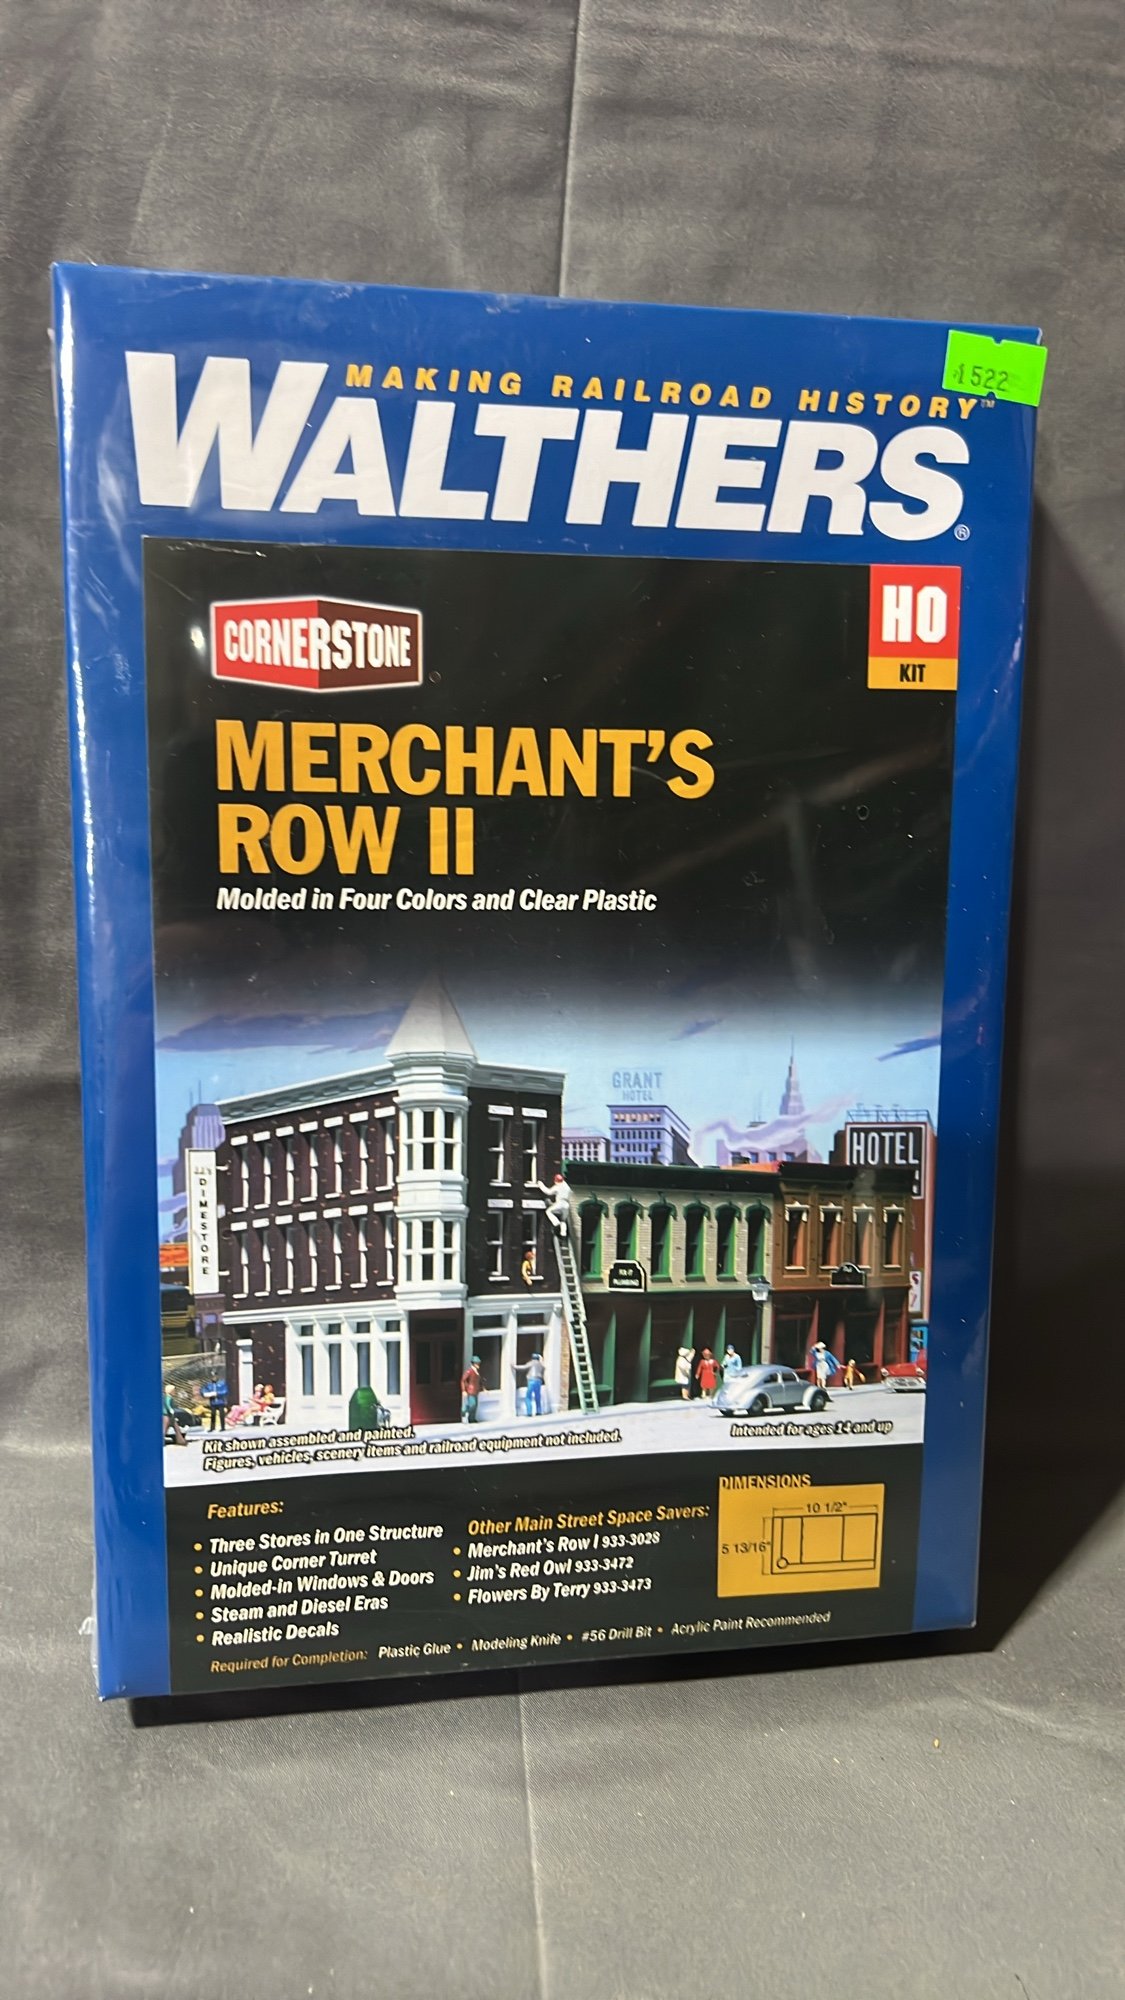 1522
MAKING RAILROAD HISTORY™
WALTHERS®
CORNERSTONE
HO
KIT
MERCHANT'S
ROW II
Molded in Four Colors and Clear Plastic
GRANT
HOTEL
HOTEL
JJ'S DIMESTORE
FIX-IT
PLUMBING
Kit shown assembled and painted.
Figures, vehicles, scenery items and railroad equipment not included.
Intended for ages 14 and up
Features:
• Three Stores in One Structure
• Unique Corner Turret
• Molded-in Windows & Doors
• Steam and Diesel Eras
• Realistic Decals
Other Main Street Space Savers:
• Merchant's Row I 933-3028
• Jim's Red Owl 933-3472
• Flowers By Terry 933-3473
DIMENSIONS
10 1/2"
5 13/16"
Required for Completion: Plastic Glue • Modeling Knife • #56 Drill Bit • Acrylic Paint Recommended